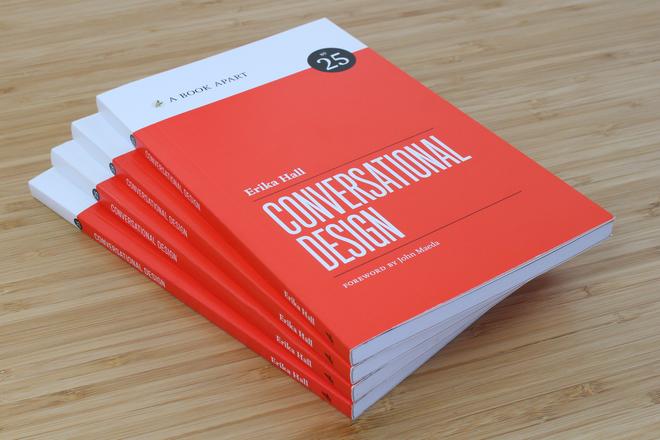 A BOOK APART
No
25
Erika Hall
CONVERSATIONAL
DESIGN
FOREWORD BY John Maeda
CONVERSATIONAL DESIGN
Erika Hall
CONVERSATIONAL DESIGN
Erika Hall
CONVERSATIONAL DESIGN
Erika Hall
CONVERSATIONAL DESIGN
Erika Hall